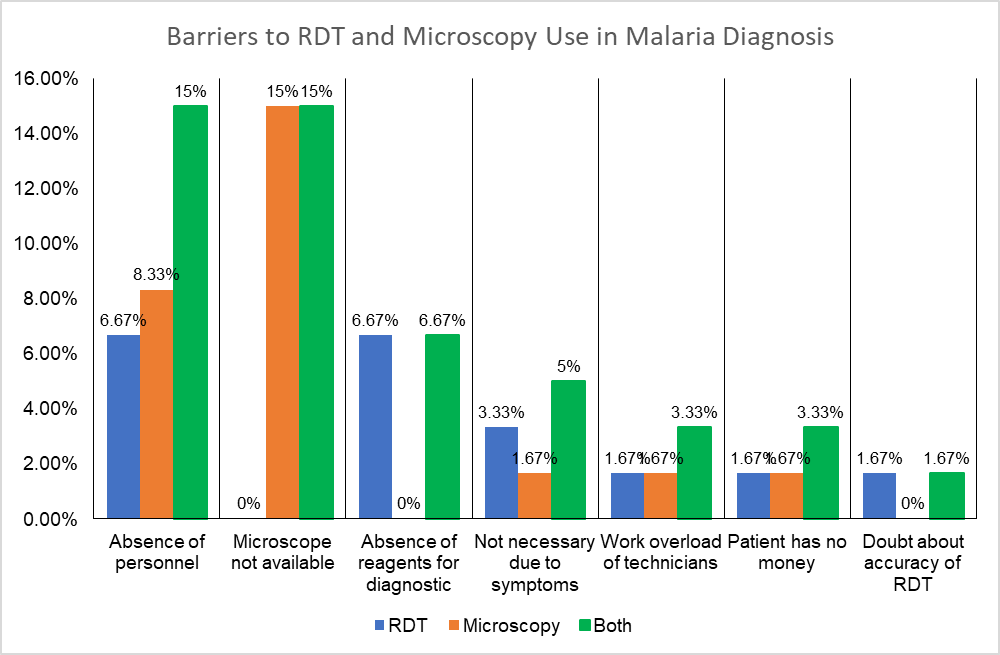 Barriers to RDT and Microscopy Use in Malaria Diagnosis
16.00%
14.00%
12.00%
10.00%
8.00%
6.00%
4.00%
2.00%
0.00%
6.67%
8.33%
15%
0%
15%
15%
6.67%
0%
6.67%
3.33%
1.67%
5%
1.67%
1.67%
3.33%
1.67%
1.67%
3.33%
1.67%
0%
1.67%
Absence of
personnel
Microscope
not available
Absence of
reagents for
diagnostic
Not necessary
due to
symptoms
Work overload
of technicians
Patient has no
money
Doubt about
accuracy of
RDT
RDT Microscopy Both